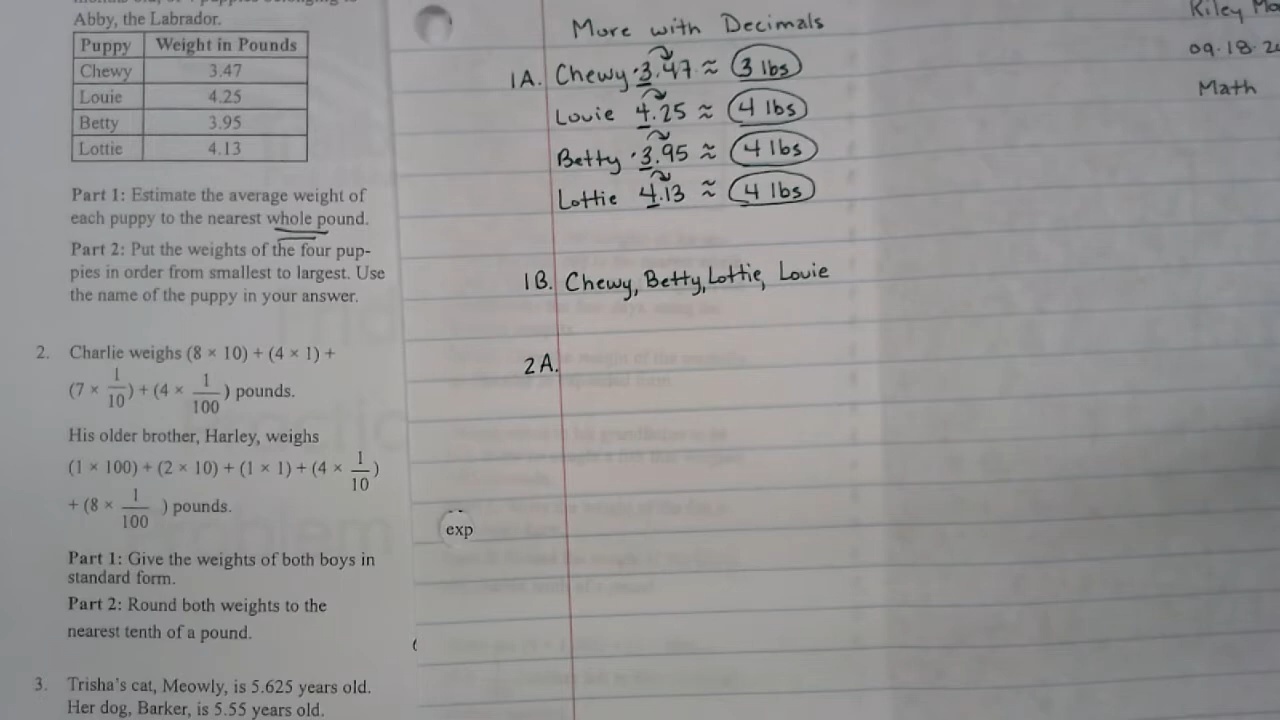 Abby, the Labrador.
Puppy Weight in Pounds
Chewy 3.47
Louie 4.25
Betty 3.95
Lottie 4.13
Part 1: Estimate the average weight of
each puppy to the nearest whole pound.
Part 2: Put the weights of the four pup-
pies in order from smallest to largest. Use
the name of the puppy in your answer.
2. Charlie weighs (8 × 10) + (4 × 1) +
(7 × 1/10) + (4 × 1/100) pounds.
His older brother, Harley, weighs
(1 × 100) + (2 × 10) + (1 × 1) + (4 × 1/10)
+ (8 × 1/100) pounds.
Part 1: Give the weights of both boys in
standard form.
Part 2: Round both weights to the
nearest tenth of a pound.
3. Trisha's cat, Meowly, is 5.625 years old.
Her dog, Barker, is 5.55 years old.
exp
More with Decimals
1A. Chewy · 3.47 ≈ 3 lbs
Louie 4.25 ≈ 4 lbs
Betty · 3.95 ≈ 4 lbs
Lottie 4.13 ≈ 4 lbs
1B. Chewy, Betty, Lottie, Louie
2A.
Kiley
09.18.2
Math